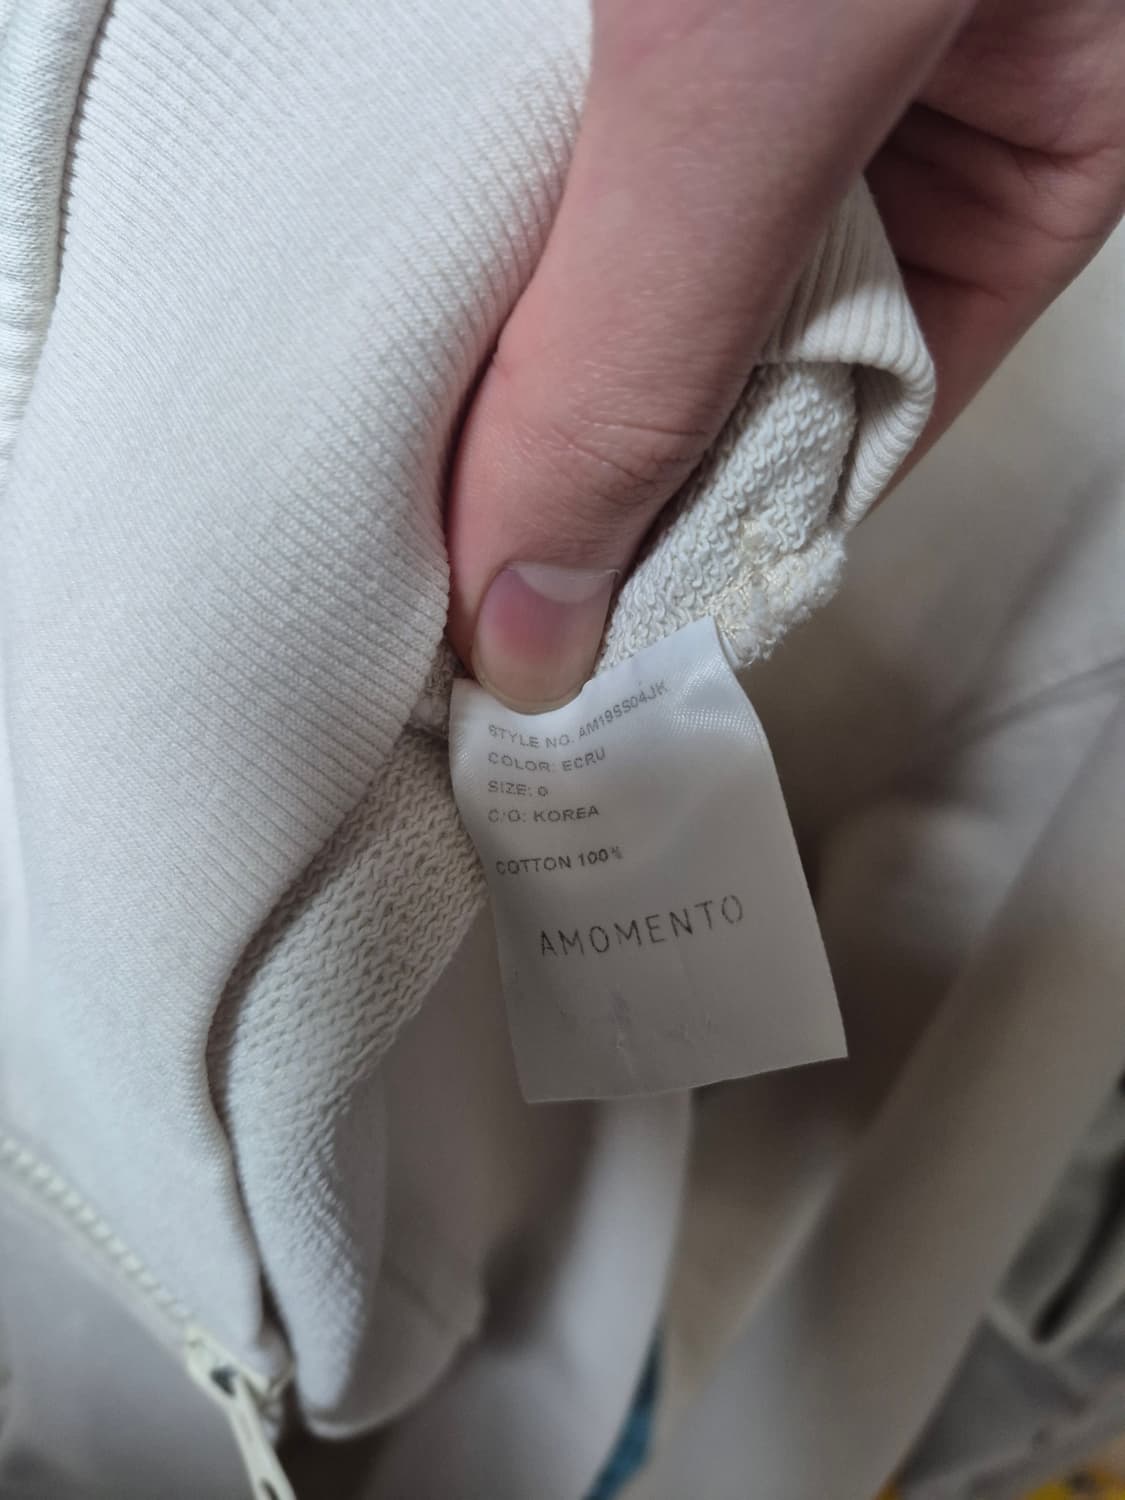 STYLE NO. AM19SS04JK
COLOR: ECRU
SIZE: 0
C/O: KOREA
COTTON 100%
AMOMENTO